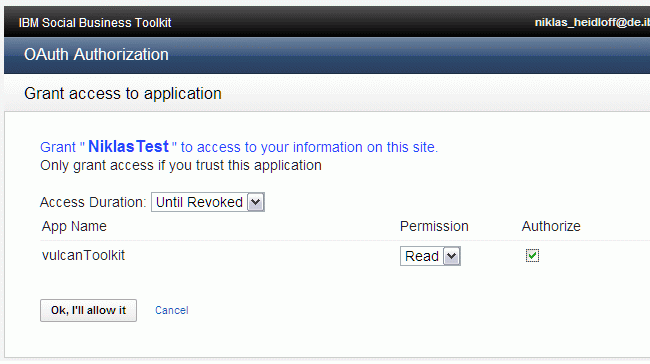 IBM Social Business Toolkit niklas_heidloff@de.ib
OAuth Authorization
Grant access to application
Grant " NiklasTest " to access to your information on this site.
Only grant access if you trust this application
Access Duration: Until Revoked
App Name Permission Authorize
vulcanToolkit Read
Ok, I'll allow it Cancel